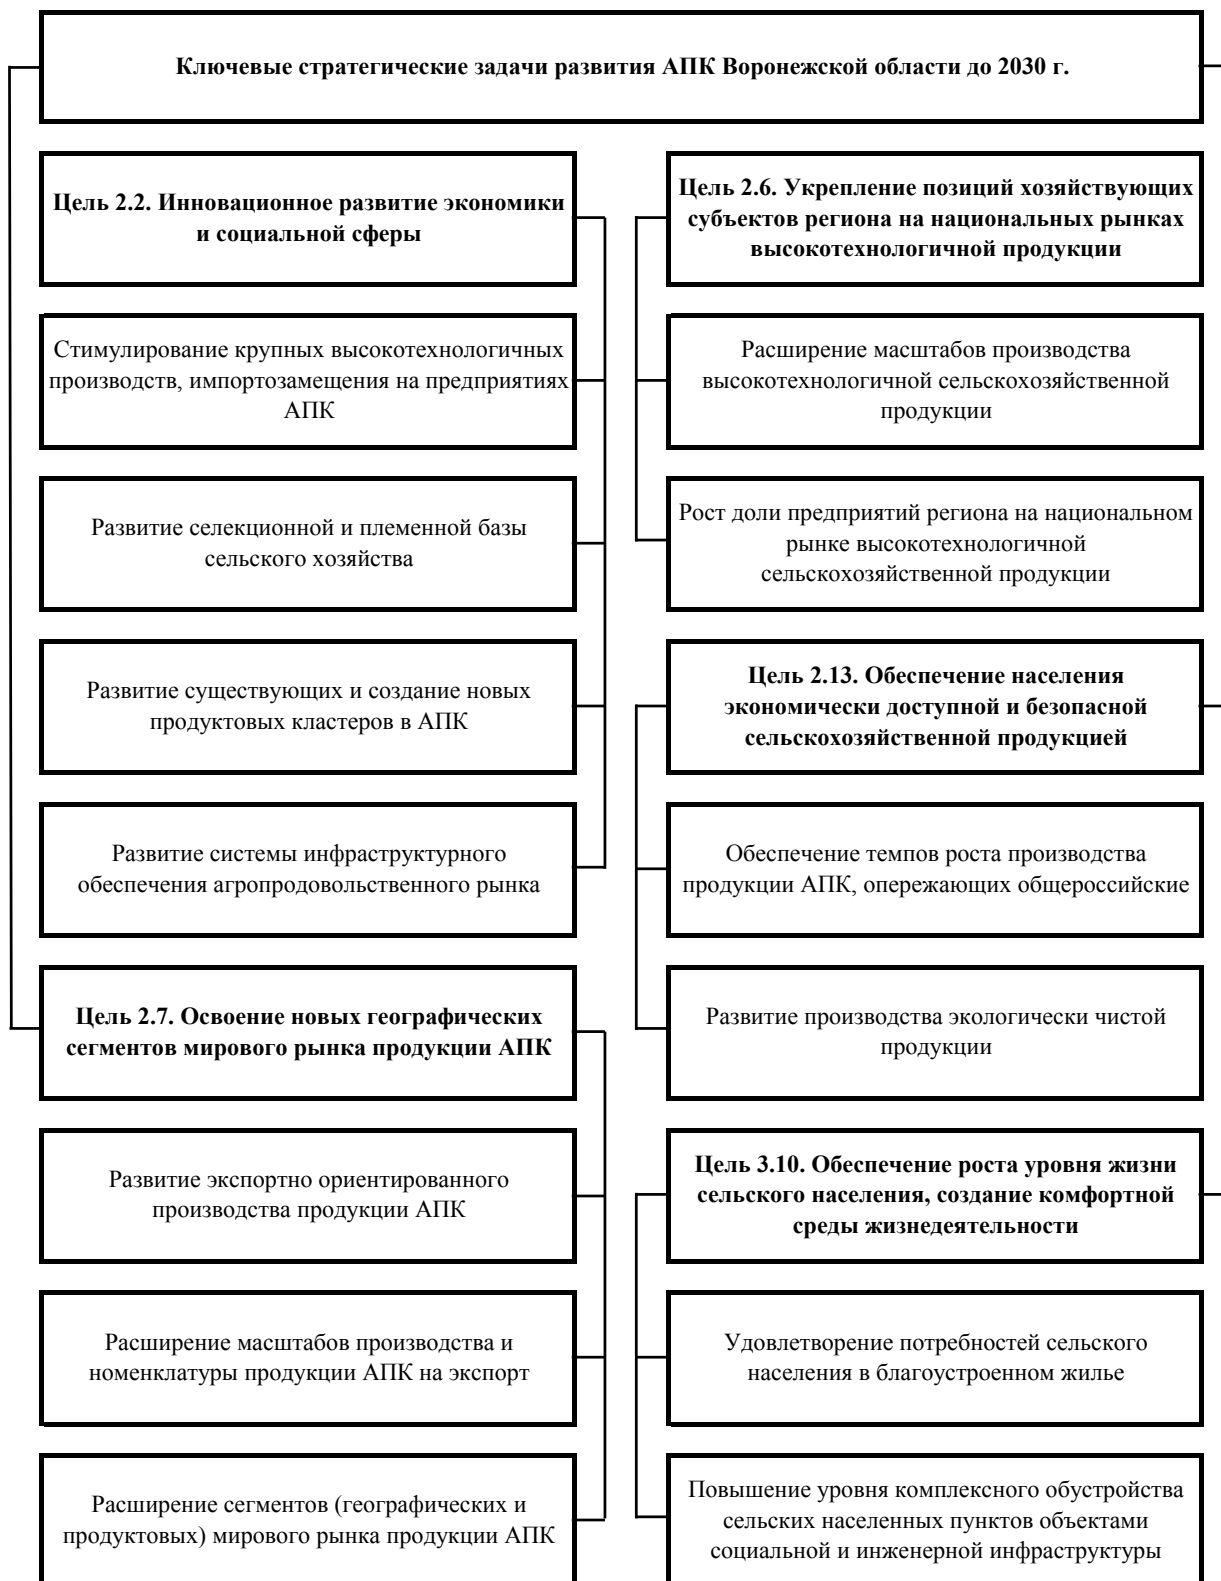 Ключевые стратегические задачи развития АПК Воронежской области до 2030 г.
Цель 2.2. Инновационное развитие экономики
и социальной сферы
Стимулирование крупных высокотехнологичных
производств, импортозамещения на предприятиях
АПК
Развитие селекционной и племенной базы
сельского хозяйства
Развитие существующих и создание новых
продуктовых кластеров в АПК
Развитие системы инфраструктурного
обеспечения агропродовольственного рынка
Цель 2.7. Освоение новых географических
сегментов мирового рынка продукции АПК
Развитие экспортно ориентированного
производства продукции АПК
Расширение масштабов производства и
номенклатуры продукции АПК на экспорт
Расширение сегментов (географических и
продуктовых) мирового рынка продукции АПК
Цель 2.6. Укрепление позиций хозяйствующих
субъектов региона на национальных рынках
высокотехнологичной продукции
Расширение масштабов производства
высокотехнологичной сельскохозяйственной
продукции
Рост доли предприятий региона на национальном
рынке высокотехнологичной
сельскохозяйственной продукции
Цель 2.13. Обеспечение населения
экономически доступной и безопасной
сельскохозяйственной продукцией
Обеспечение темпов роста производства
продукции АПК, опережающих общероссийские
Развитие производства экологически чистой
продукции
Цель 3.10. Обеспечение роста уровня жизни
сельского населения, создание комфортной
среды жизнедеятельности
Удовлетворение потребностей сельского
населения в благоустроенном жилье
Повышение уровня комплексного обустройства
сельских населенных пунктов объектами
социальной и инженерной инфраструктуры